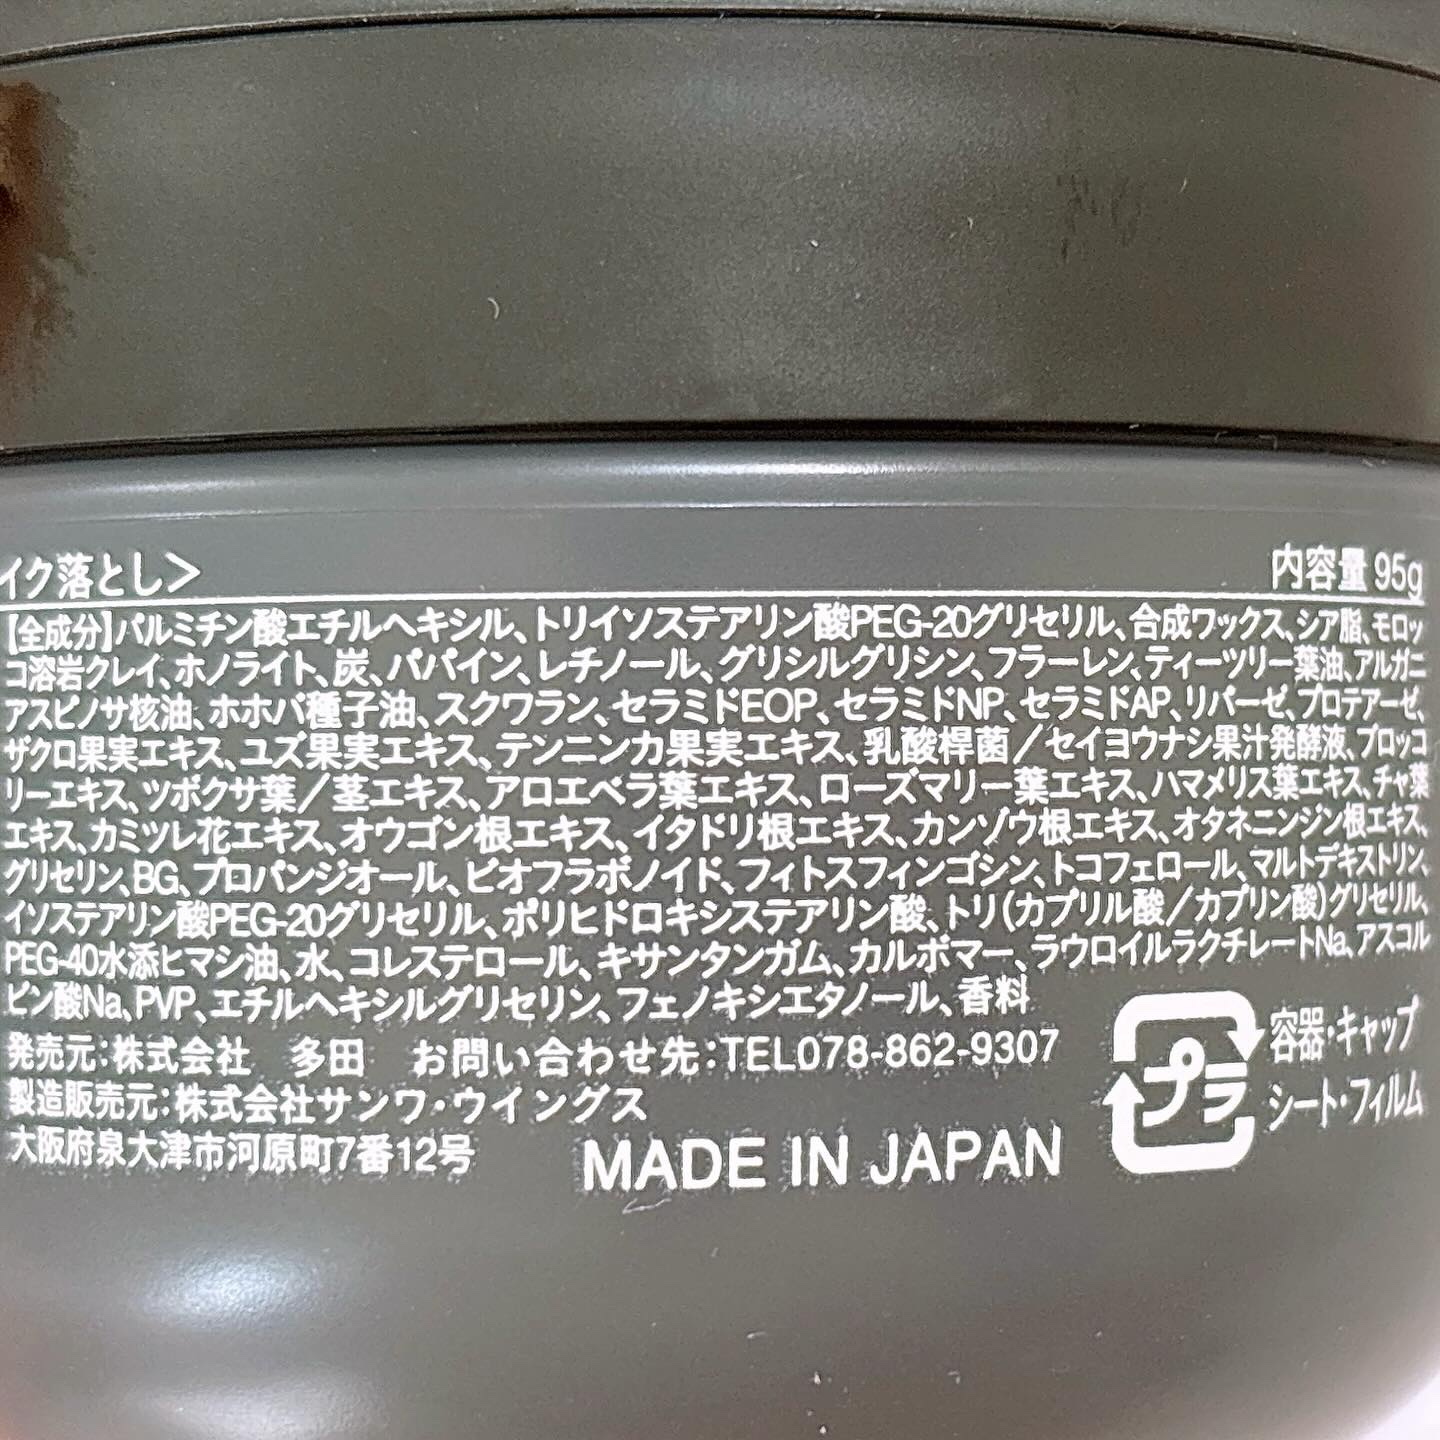 イク落とし>
内容量 95g
【全成分】パルミチン酸エチルヘキシル、トリイソステアリン酸PEG-20グリセリル、合成ワックス、シア脂、モロッ
コ溶岩クレイ、ホノライト、炭、パパイン、レチノール、グリシルグリシン、フラーレン、ティーツリー葉油、アルガニ
アスピノサ核油、ホホバ種子油、スクワラン、セラミドEOP、セラミドNP、セラミドAP、リパーゼ、プロテアーゼ、
ザクロ果実エキス、ユズ果実エキス、テンニンカ果実エキス、乳酸桿菌/セイヨウナシ果汁発酵液、ブロッコ
リーエキス、ツボクサ葉/茎エキス、アロエベラ葉エキス、ローズマリー葉エキス、ハマメリス葉エキス、チャ葉
エキス、カミツレ花エキス、オウゴン根エキス、イタドリ根エキス、カンゾウ根エキス、オタネニンジン根エキス、
グリセリン、BG、プロパンジオール、ビオフラボノイド、フィトスフィンゴシン、トコフェロール、マルトデキストリン、
イソステアリン酸PEG-20グリセリル、ポリヒドロキシステアリン酸、トリ(カプリル酸/カプリン酸)グリセリル、
PEG-40水添ヒマシ油、水、コレステロール、キサンタンガム、カルボマー、ラウロイルラクチレートNa、アスコル
ビン酸Na、PVP、エチルヘキシルグリセリン、フェノキシエタノール、香料
発売元:株式会社 多田 お問い合わせ先:TEL078-862-9307
製造販売元:株式会社サンワ・ウイングス
大阪府泉大津市河原町7番12号
MADE IN JAPAN
プラ
容器・キャップ
シート・フィルム